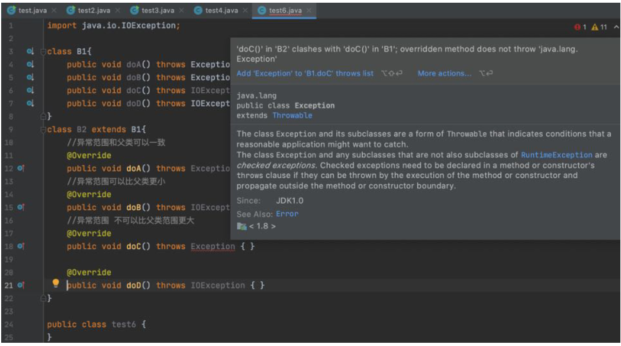 test.java × test2.java × test3.java × test4.java × test6.java ×
1 import java.io.IOException; 1 11
2
3 class B1{
4 public void doA() throws Exceptio
5 public void doB() throws Exceptio
6 public void doC() throws IOExcept
7 public void doD() throws IOExcept
8 }
9 class B2 extends B1{
10 //异常范围和父类可以一致
11 @Override
12 public void doA() throws Exceptio
13 //异常范围可以比父类更小
14 @Override
15 public void doB() throws IOExcept
16 //异常范围 不可以比父类范围更大
17 @Override
18 public void doC() throws Exception { }
19
20 @Override
21 public void doD() throws IOException { }
22 }
23
24 public class test6 {
25 }
'doC()' in 'B2' clashes with 'doC()' in 'B1'; overridden method does not throw 'java.lang.
Exception'
Add 'Exception' to 'B1.doC' throws list ⌥⇧⏎ More actions... ⌥⏎
java.lang
public class Exception
extends Throwable
The class Exception and its subclasses are a form of Throwable that indicates conditions that a
reasonable application might want to catch.
The class Exception and any subclasses that are not also subclasses of RuntimeException are
checked exceptions. Checked exceptions need to be declared in a method or constructor's
throws clause if they can be thrown by the execution of the method or constructor and
propagate outside the method or constructor boundary.
Since: JDK1.0
See Also: Error
< 1.8 >